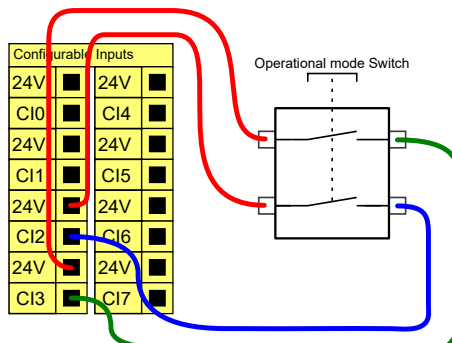 Configurable Inputs
Operational mode Switch
24V 24V
CI0 CI4
24V 24V
CI1 CI5
24V 24V
CI2 CI6
24V 24V
CI3 CI7